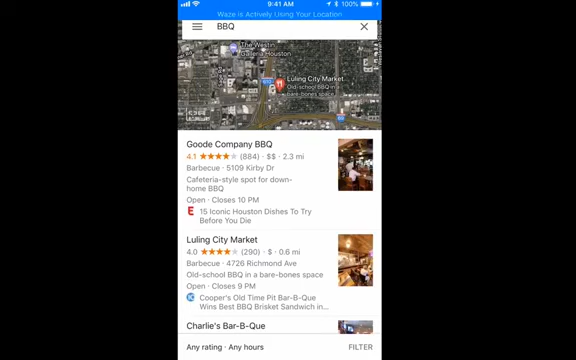 9:41 AM
100%
Waze is Actively Using Your Location
BBQ
The Westin
Galleria Houston
Luling City Market
Old-school BBQ in a
bare-bones space
610
Goode Company BBQ
4.1 ★★★★★ (884) · $$ · 2.3 mi
Barbecue · 5109 Kirby Dr
Cafeteria-style spot for down-
home BBQ
Open · Closes 10 PM
E 15 Iconic Houston Dishes To Try
Before You Die
Luling City Market
4.0 ★★★★★ (290) · $ · 0.6 mi
Barbecue · 4726 Richmond Ave
Old-school BBQ in a bare-bones space
Open · Closes 9 PM
Cooper's Old Time Pit Bar-B-Que
Wins Best BBQ Brisket Sandwich in...
Charlie's Bar-B-Que
Any rating · Any hours
FILTER